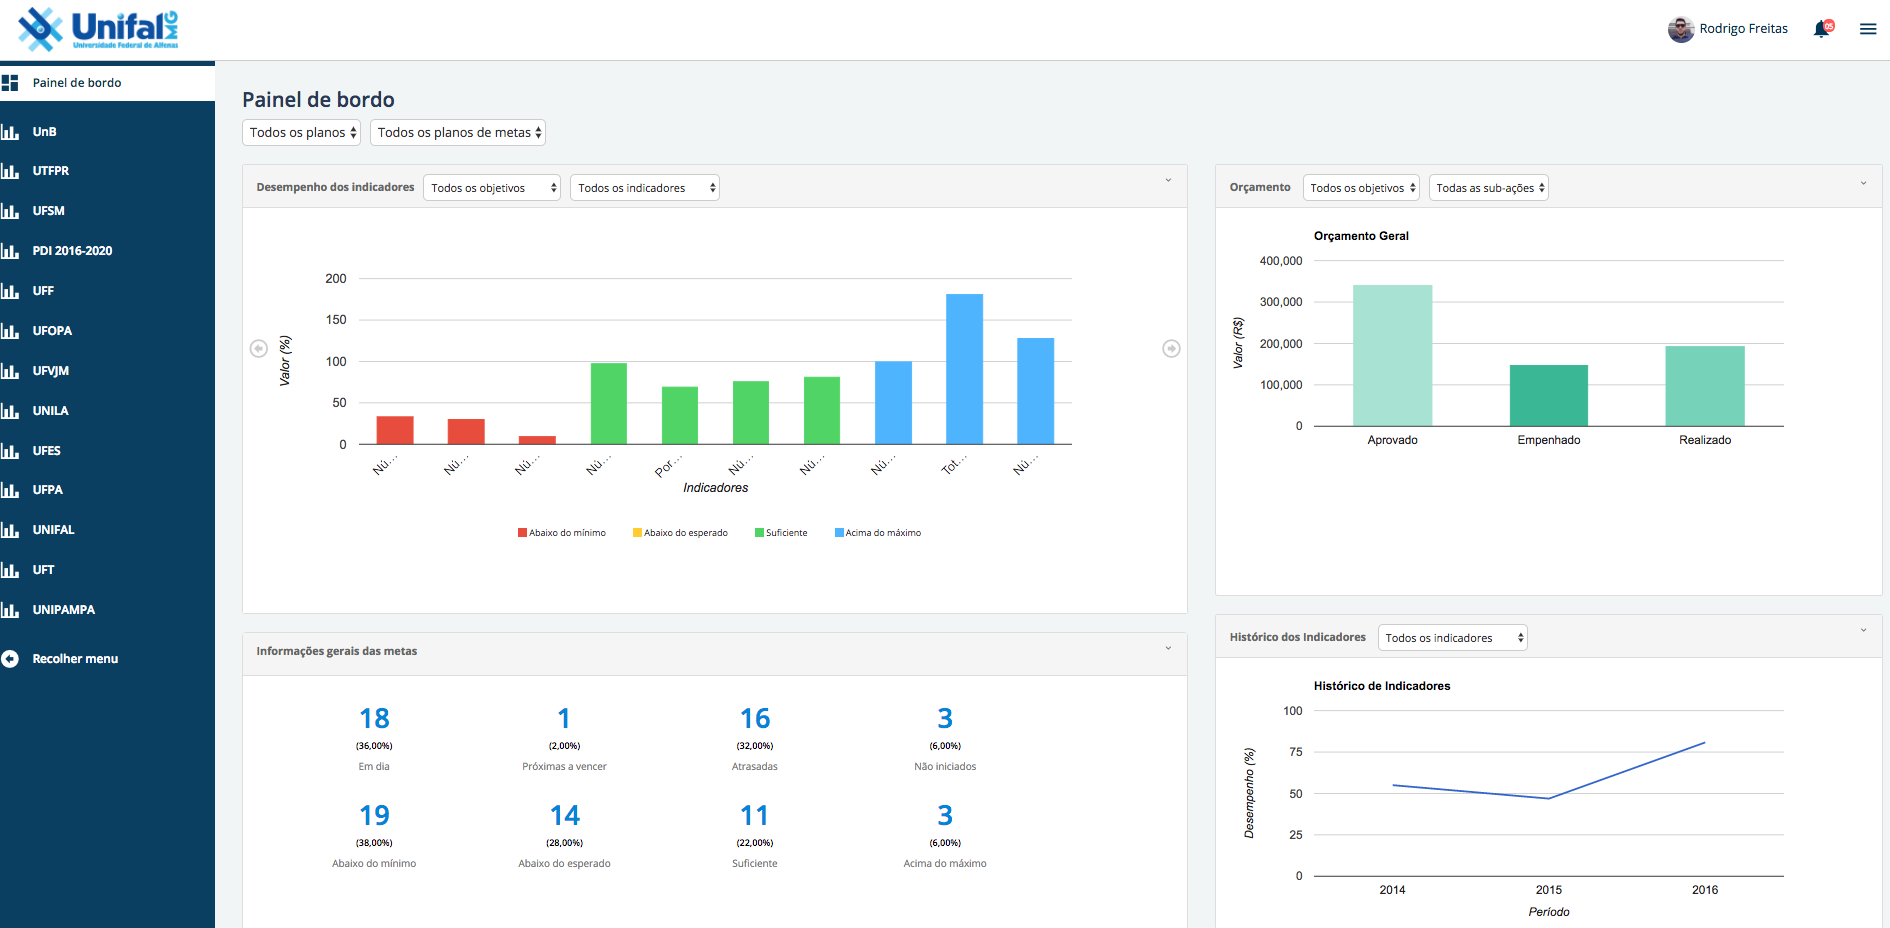 Unifal MG
Universidade Federal de Alfenas
Rodrigo Freitas
05
Painel de bordo
UnB
UTFPR
UFSM
PDI 2016-2020
UFF
UFOPA
UFVJM
UNILA
UFES
UFPA
UNIFAL
UFT
UNIPAMPA
Recolher menu
Painel de bordo
Todos os planos
Todos os planos de metas
Desempenho dos indicadores
Todos os objetivos
Todos os indicadores
200
150
100
50
0
Valor (%)
Nú...
Nú...
Nú...
Nú...
Por...
Nú...
Nú...
Nú...
Tot...
Nú...
Indicadores
Abaixo do mínimo
Abaixo do esperado
Suficiente
Acima do máximo
Orçamento
Todos os objetivos
Todas as sub-ações
Orçamento Geral
400,000
300,000
200,000
100,000
0
Valor (R$)
Aprovado
Empenhado
Realizado
Informações gerais das metas
18
(36,00%)
Em dia
1
(2,00%)
Próximas a vencer
16
(32,00%)
Atrasadas
3
(6,00%)
Não iniciados
19
(38,00%)
Abaixo do mínimo
14
(28,00%)
Abaixo do esperado
11
(22,00%)
Suficiente
3
(6,00%)
Acima do máximo
Histórico dos Indicadores
Todos os indicadores
Histórico de Indicadores
100
75
50
25
0
Desempenho (%)
2014
2015
2016
Período